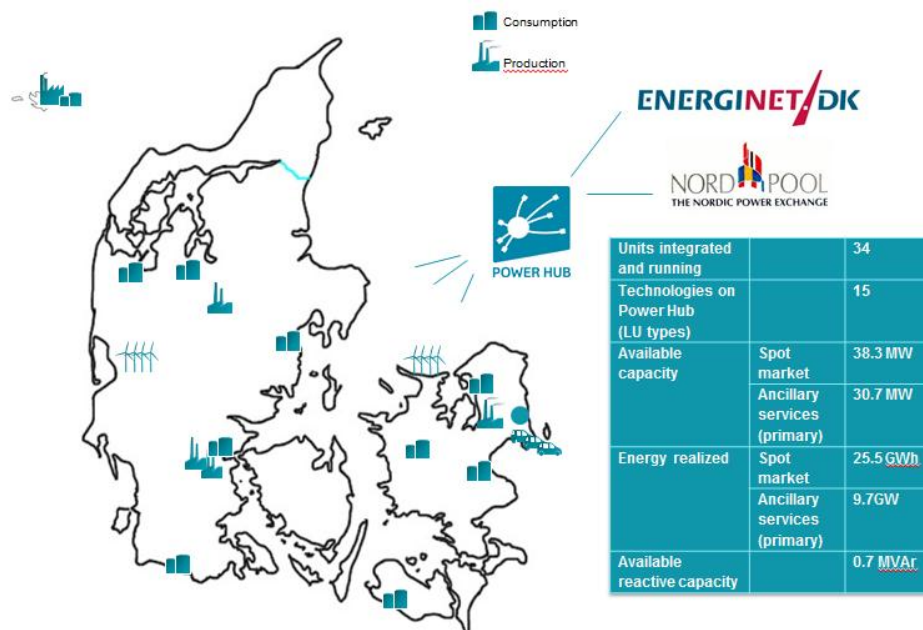 Consumption
Production
ENERGINET/DK
NORD POOL
THE NORDIC POWER EXCHANGE
POWER HUB
Units integrated
and running
34
Technologies on
Power Hub
(LU types)
15
Available
capacity
Spot
market
38.3 MW
Ancillary
services
(primary)
30.7 MW
Energy realized
Spot
market
25.5 GWh
Ancillary
services
(primary)
9.7GW
Available
reactive capacity
0.7 MVAr